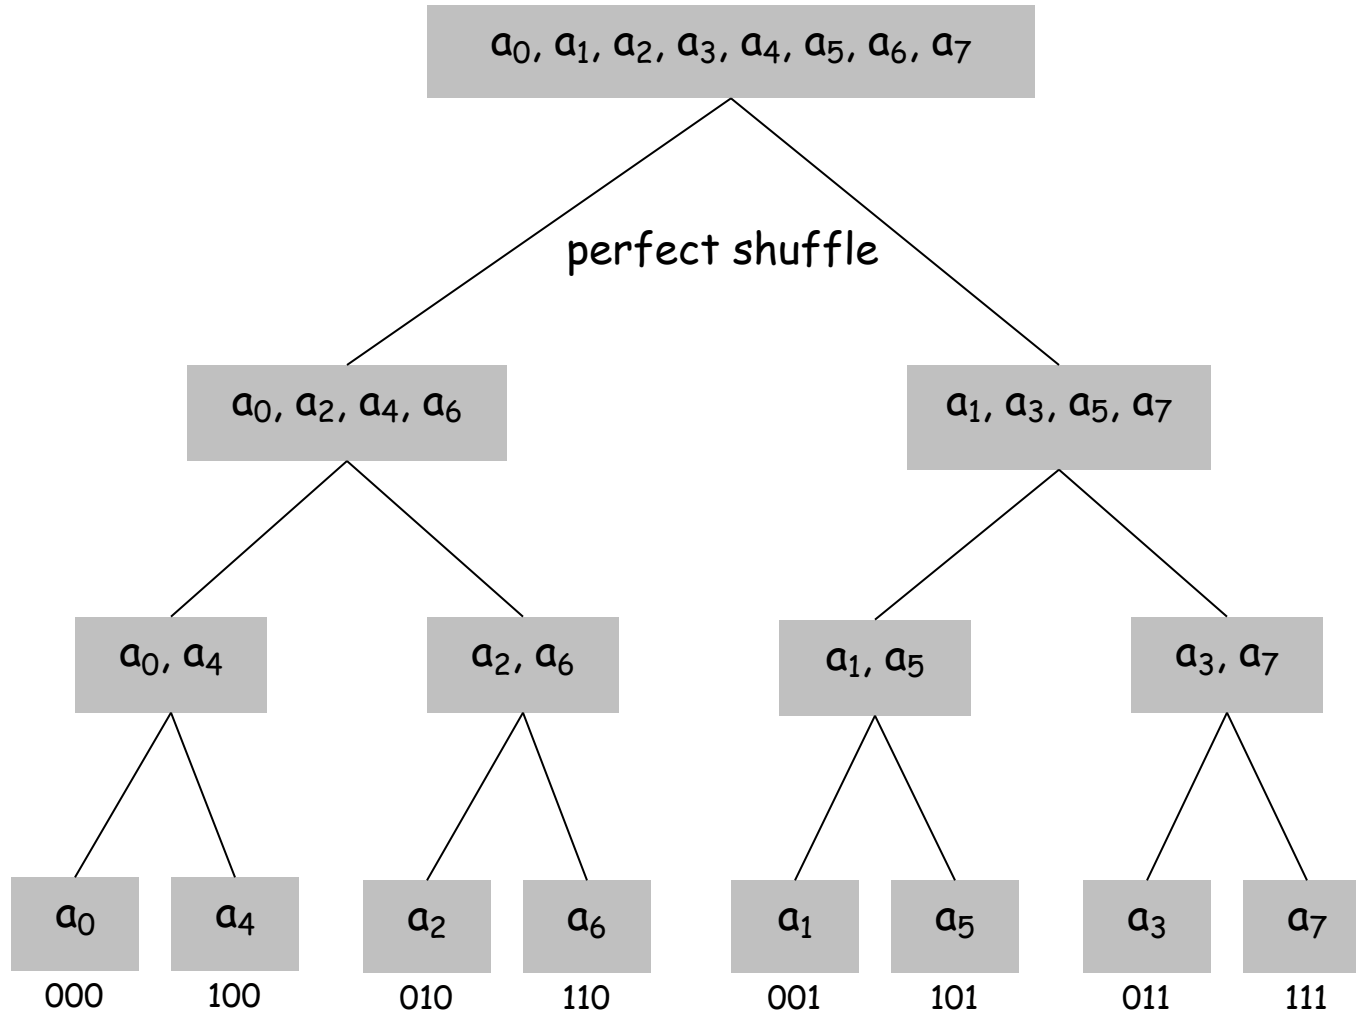 a0, a1, a2, a3, a4, a5, a6, a7
perfect shuffle
a0, a2, a4, a6
a1, a3, a5, a7
a0, a4
a2, a6
a1, a5
a3, a7
a0
a4
a2
a6
a1
a5
a3
a7
000
100
010
110
001
101
011
111